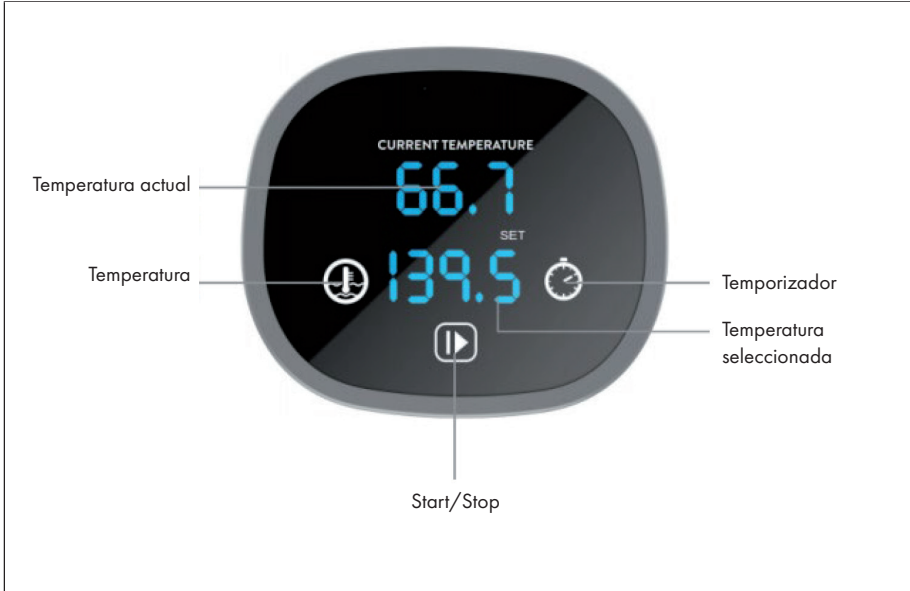 CURRENT TEMPERATURE
66.7
Temperatura actual
SET
139.5
Temperatura
Temporizador
Temperatura
seleccionada
Start/Stop